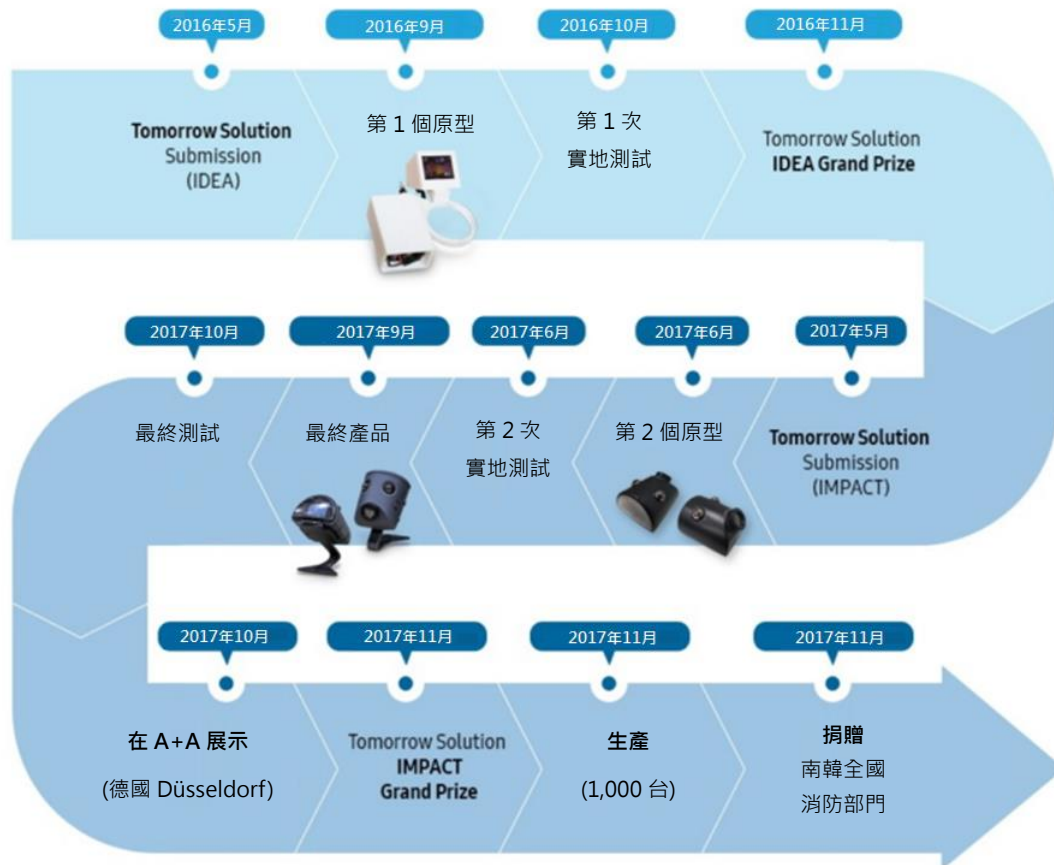 2016年5月
Tomorrow Solution
Submission
(IDEA)
2016年9月
第 1 個原型
2016年10月
第 1 次
實地測試
2016年11月
Tomorrow Solution
IDEA Grand Prize
2017年5月
Tomorrow Solution
Submission
(IMPACT)
2017年6月
第 2 個原型
2017年6月
第 2 次
實地測試
2017年9月
最終產品
2017年10月
最終測試
2017年10月
在 A+A 展示
(德國 Düsseldorf)
2017年11月
Tomorrow Solution
IMPACT
Grand Prize
2017年11月
生產
(1,000 台)
2017年11月
捐贈
南韓全國
消防部門